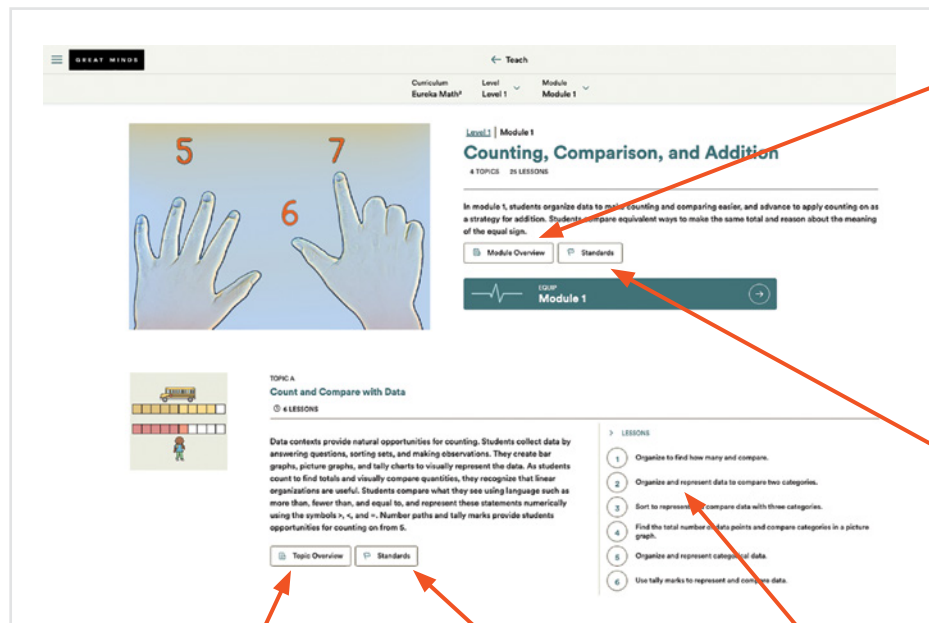 GREAT MINDS
← Teach
Curriculum
Eureka Math²
Level
Level 1
Module
Module 1
5
7
6
Level 1 | Module 1
Counting, Comparison, and Addition
4 TOPICS 25 LESSONS
In module 1, students organize data to make counting and comparing easier, and advance to apply counting on as
a strategy for addition. Students compare equivalent ways to make the same total and reason about the meaning
of the equal sign.
Module Overview
Standards
EQUIP
Module 1
TOPIC A
Count and Compare with Data
6 LESSONS
Data contexts provide natural opportunities for counting. Students collect data by
answering questions, sorting sets, and making observations. They create bar
graphs, picture graphs, and tally charts to visually represent the data. As students
count to find totals and visually compare quantities, they recognize that linear
organizations are useful. Students compare what they see using language such as
more than, fewer than, and equal to, and represent these statements numerically
using the symbols >, <, and =. Number paths and tally marks provide students
opportunities for counting on from 5.
Topic Overview
Standards
> LESSONS
1 Organize to find how many and compare.
2 Organize and represent data to compare two categories.
3 Sort to represent and compare data with three categories.
4 Find the total number of data points and compare categories in a picture
graph.
5 Organize and represent categorical data.
6 Use tally marks to represent and compare data.